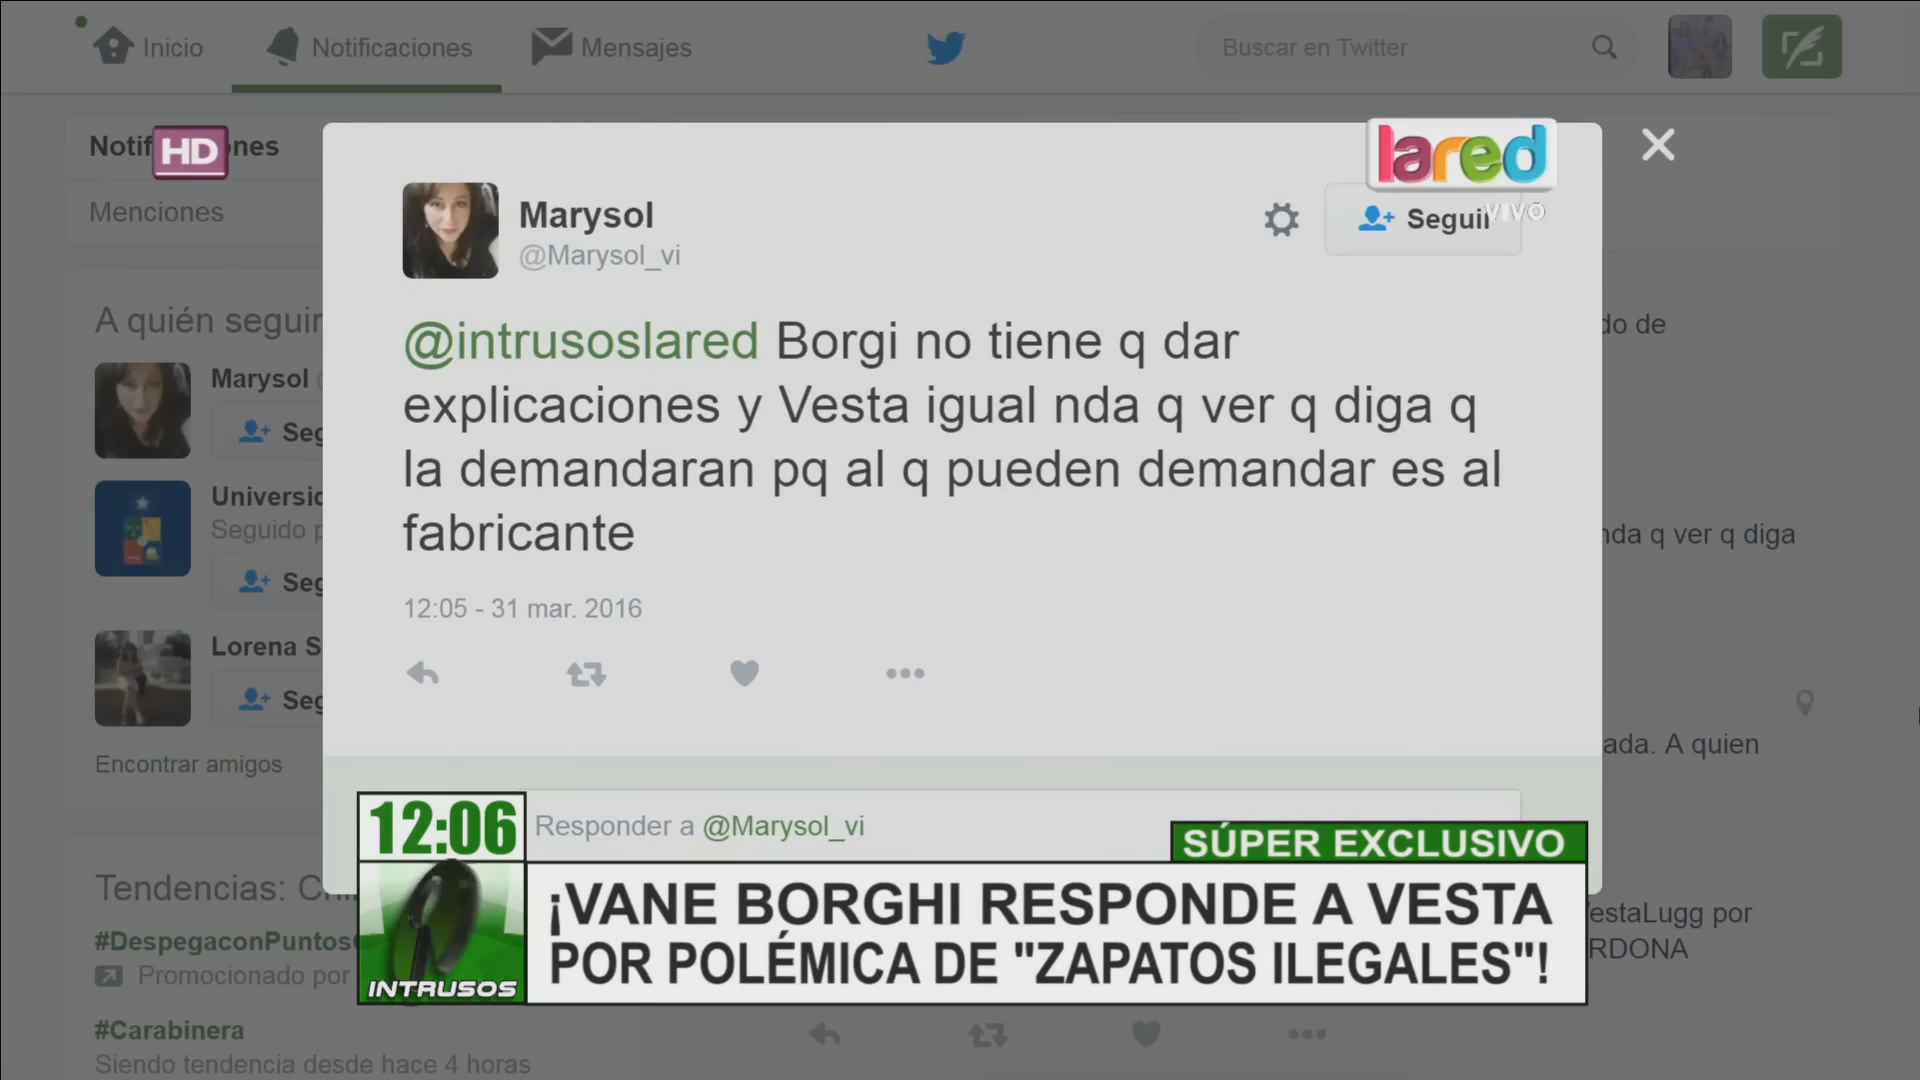 Inicio
Notificaciones
Mensajes
Buscar en Twitter
HD
Menciones
lared
VIVO
Marysol
@Marysol_vi
Seguir
@intrusoslared Borgi no tiene q dar
explicaciones y Vesta igual nda q ver q diga q
la demandaran pq al q pueden demandar es al
fabricante
12:05 - 31 mar. 2016
A quién seguir
Marysol
Seguido
Lorena S
Encontrar amigos
do de
nda q ver q diga
ada. A quien
Responder a @Marysol_vi
12:06
SÚPER EXCLUSIVO
¡VANE BORGHI RESPONDE A VESTA
POR POLÉMICA DE "ZAPATOS ILEGALES"!
INTRUSOS
Tendencias:
#DespegaconPuntos
Promocionado por
#Carabinera
Siendo tendencia desde hace 4 horas
estaLugg por
RDONA